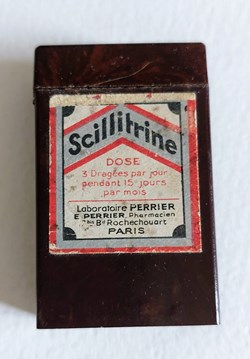 Scillitrine
DOSE
3 Dragées par jour
pendant 15 jours
par mois
Laboratoire PERRIER
E PERRIER, Pharmacien
Bd Rochechouart
PARIS